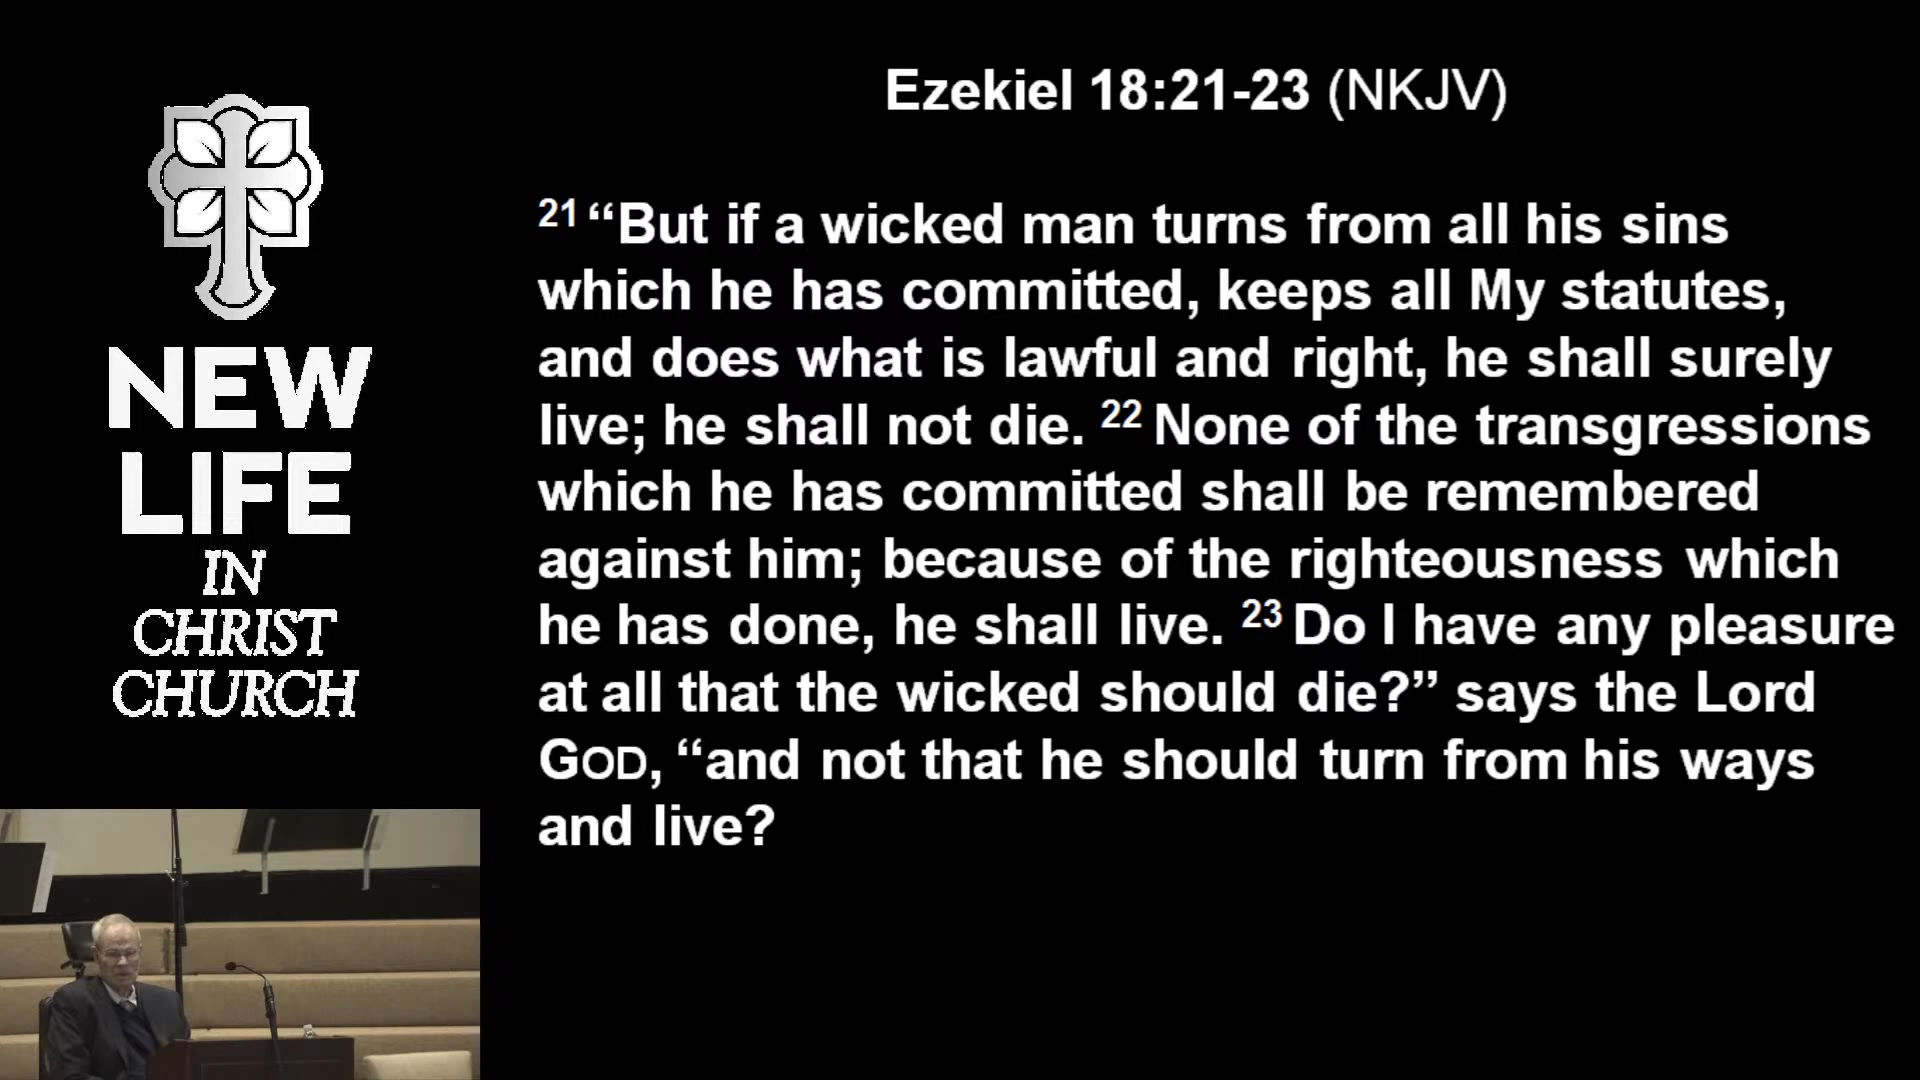 NEW
LIFE
IN
CHRIST
CHURCH
Ezekiel 18:21-23 (NKJV)
21 “But if a wicked man turns from all his sins
which he has committed, keeps all My statutes,
and does what is lawful and right, he shall surely
live; he shall not die. 22 None of the transgressions
which he has committed shall be remembered
against him; because of the righteousness which
he has done, he shall live. 23 Do I have any pleasure
at all that the wicked should die?” says the Lord
GOD, “and not that he should turn from his ways
and live?